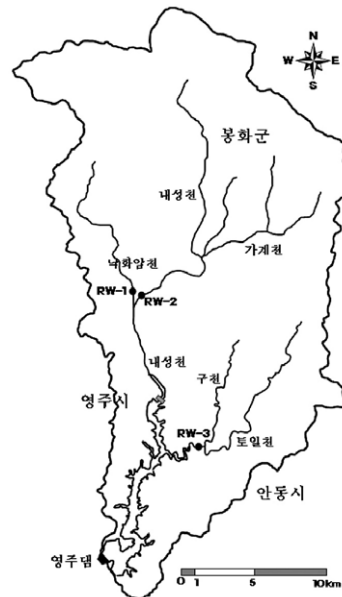 N
W E
S
봉화군
내성천
가계천
낙화암천
RW-1
RW-2
내성천
구천
영주시
RW-3
토일천
안동시
영주댐
0 1 5 10km